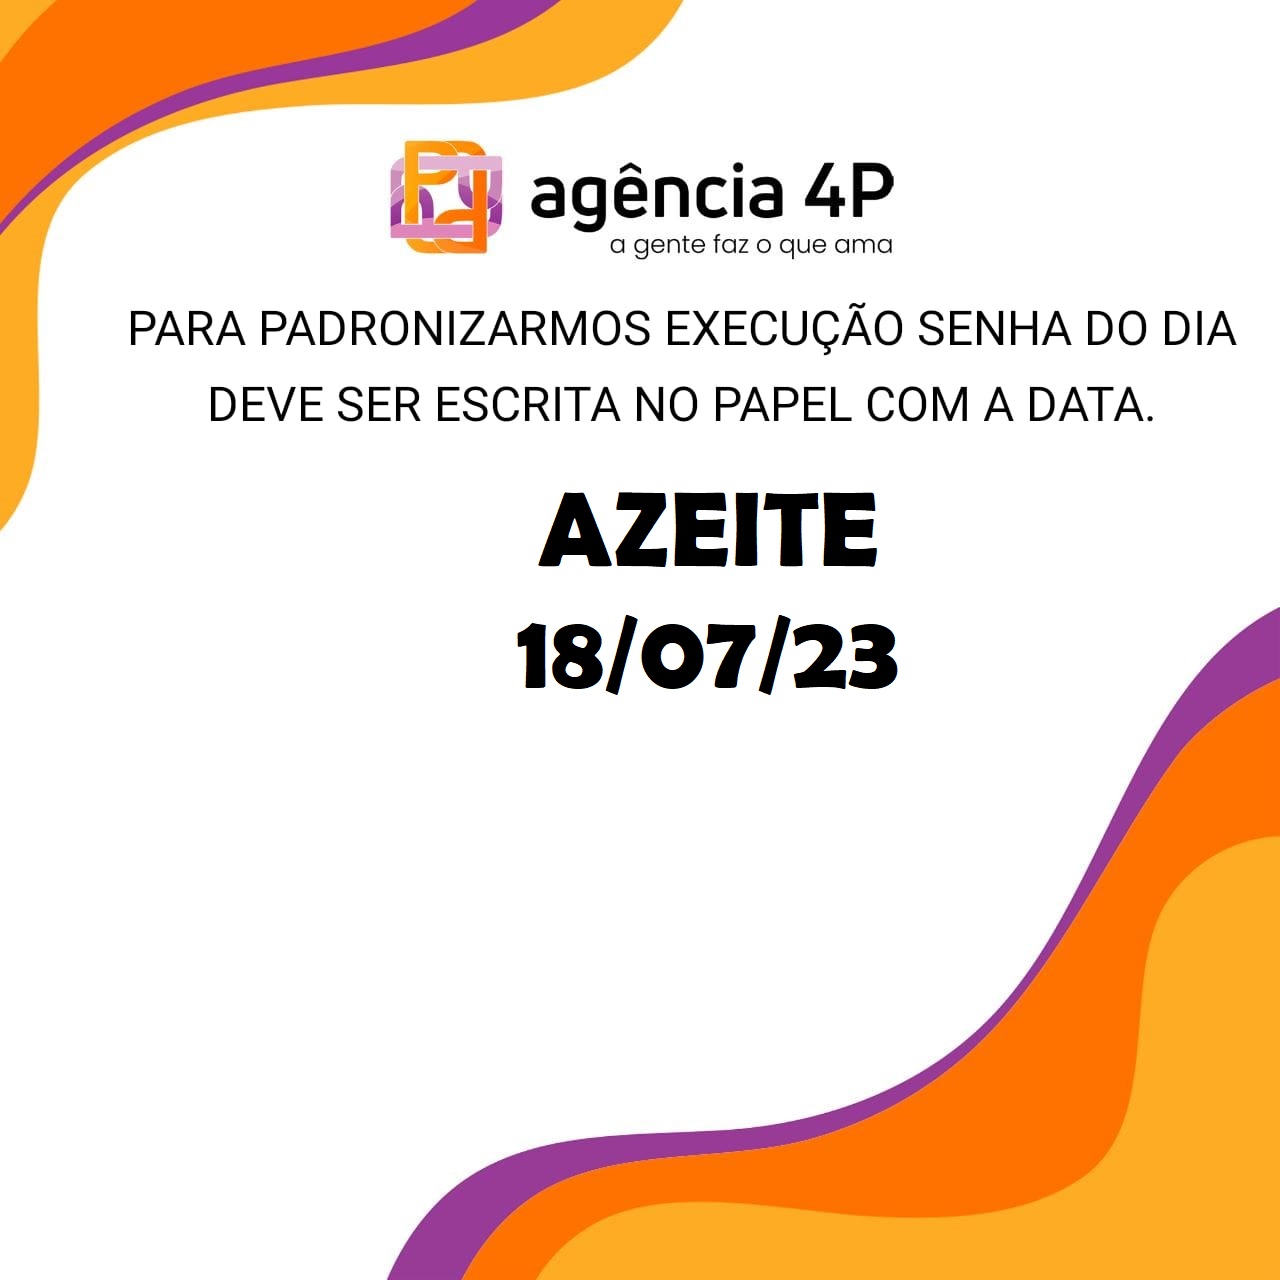 agência 4P
a gente faz o que ama
PARA PADRONIZARMOS EXECUÇÃO SENHA DO DIA
DEVE SER ESCRITA NO PAPEL COM A DATA.
AZEITE
18/07/23